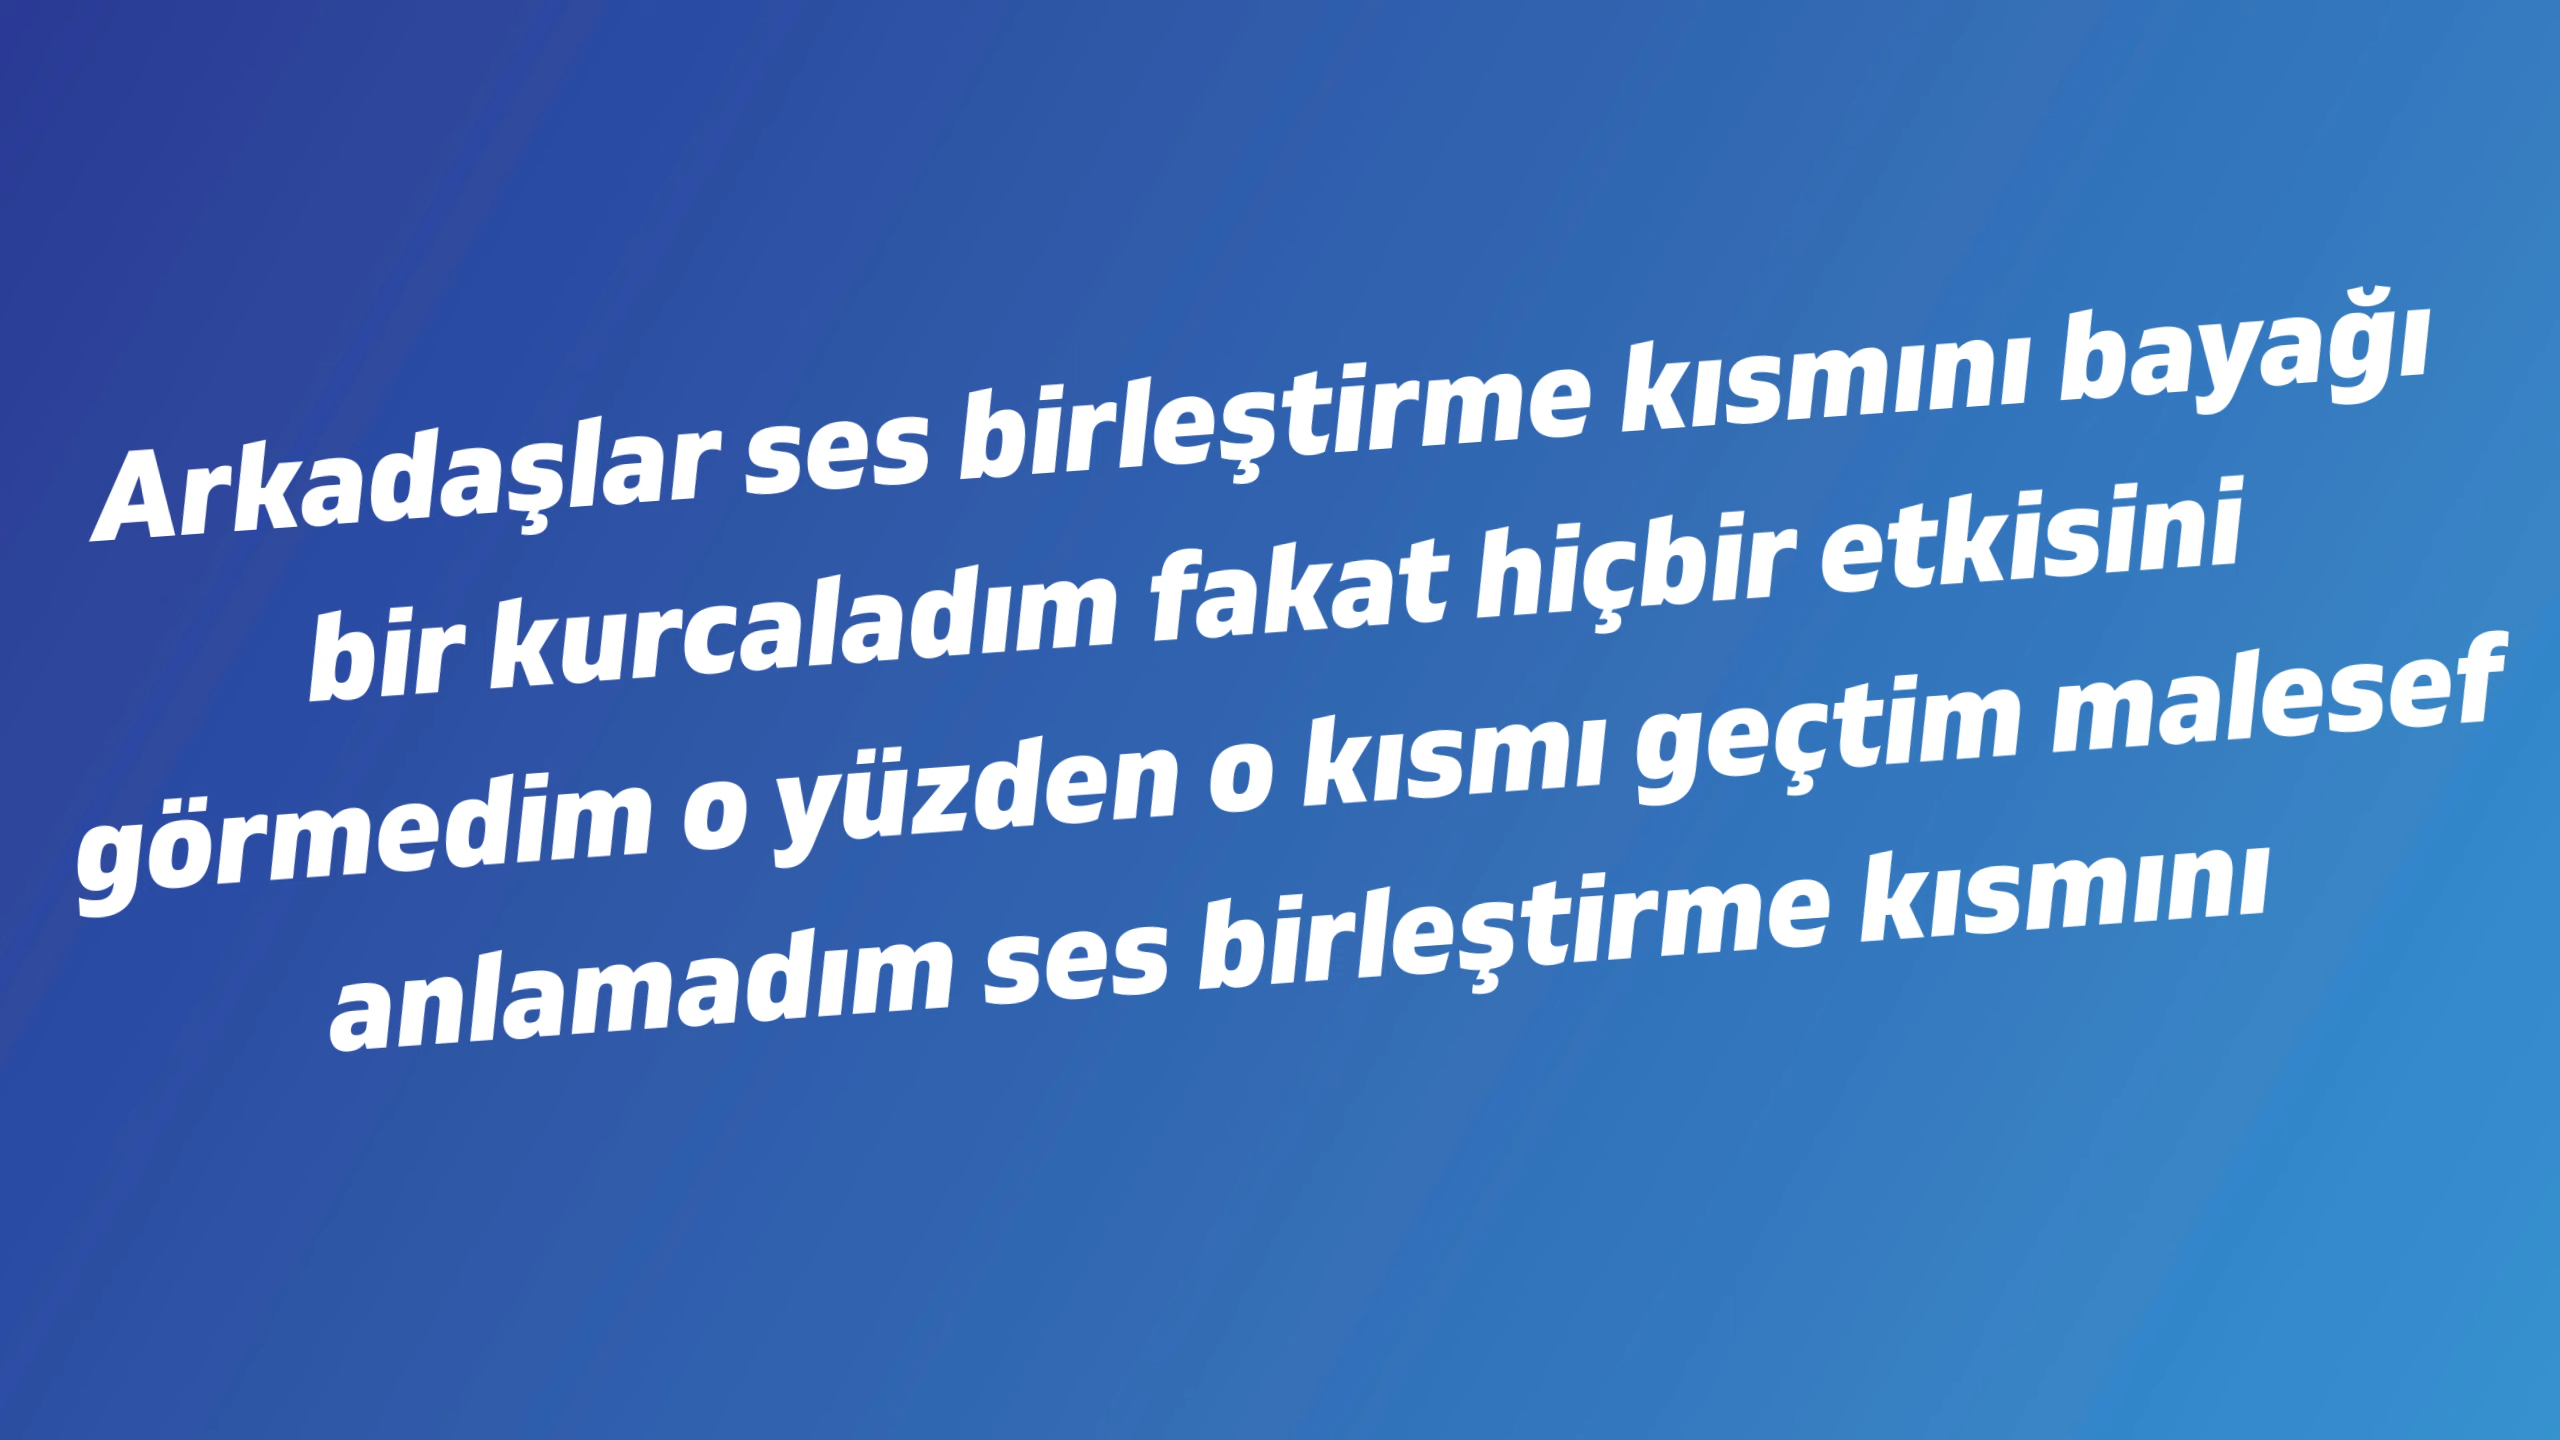 Arkadaşlar ses birleştirme kısmını bayağı
bir kurcaladım fakat hiçbir etkisini
görmedim o yüzden o kısmı geçtim malesef
anlamadım ses birleştirme kısmını